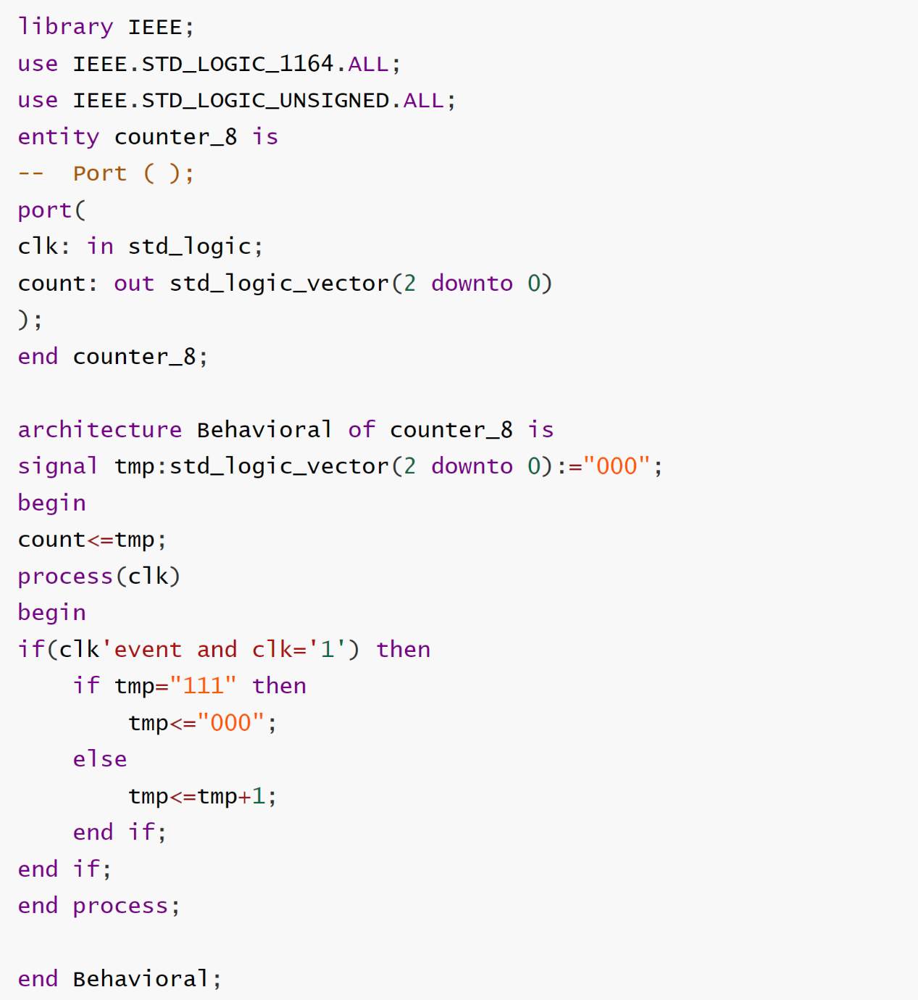 library IEEE;
use IEEE.STD_LOGIC_1164.ALL;
use IEEE.STD_LOGIC_UNSIGNED.ALL;
entity counter_8 is
--  Port ( );
port(
clk: in std_logic;
count: out std_logic_vector(2 downto 0)
);
end counter_8;

architecture Behavioral of counter_8 is
signal tmp:std_logic_vector(2 downto 0):="000";
begin
count<=tmp;
process(clk)
begin
if(clk'event and clk='1') then
    if tmp="111" then
        tmp<="000";
    else
        tmp<=tmp+1;
    end if;
end if;
end process;

end Behavioral;